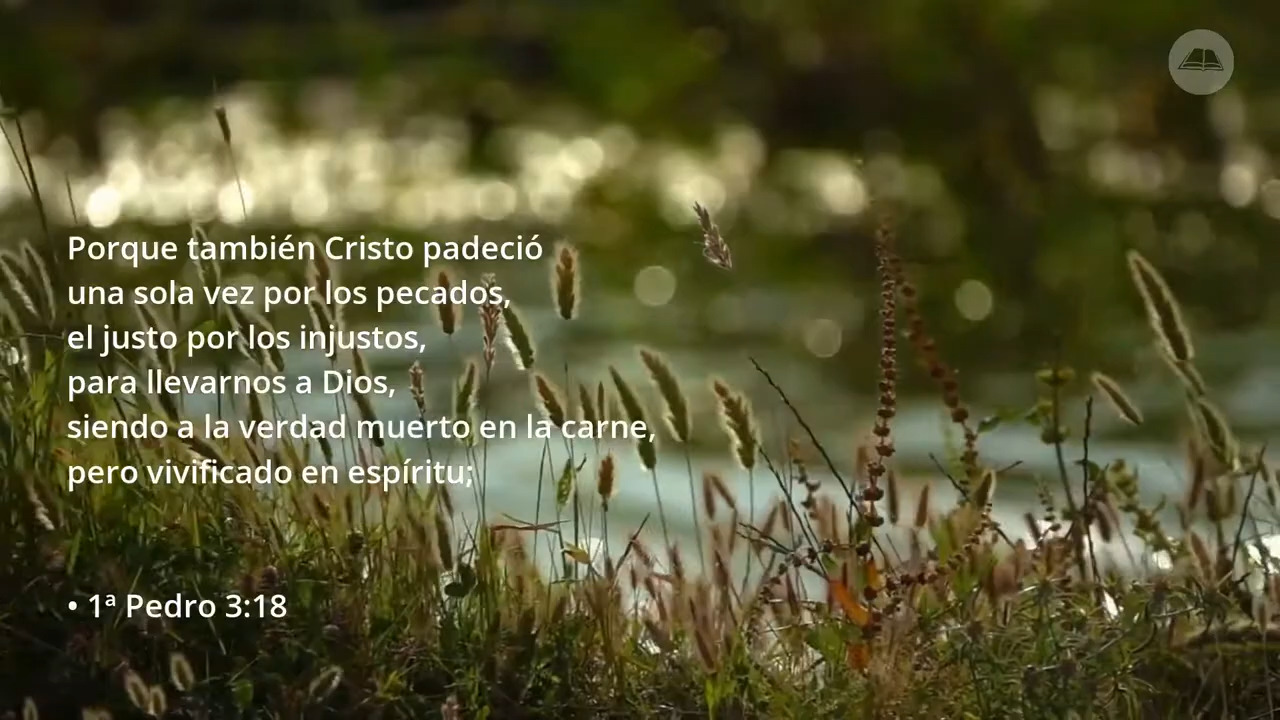 Porque también Cristo padeció
una sola vez por los pecados,
el justo por los injustos,
para llevarnos a Dios,
siendo a la verdad muerto en la carne,
pero vivificado en espíritu;
• 1ª Pedro 3:18